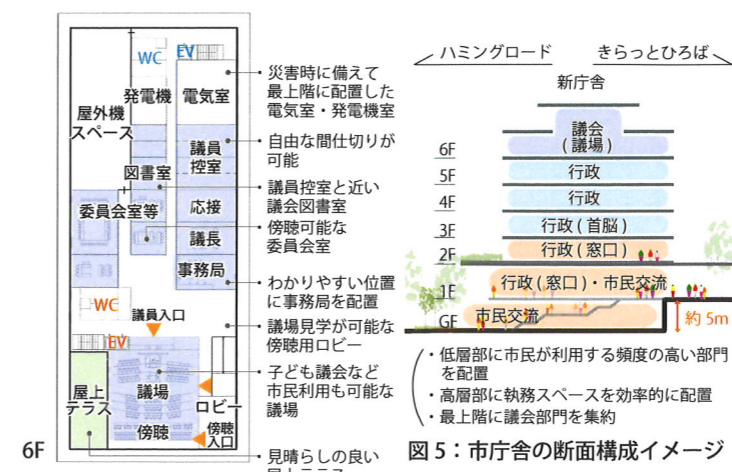 WC
EV
発電機
電気室
屋外機
スペース
議員
控室
図書室
委員会室等
応接
議長
事務局
WC
議員入口
EV
屋上
テラス
議場
ロビー
傍聴
傍聴
入口
6F
・災害時に備えて
最上階に配置した
電気室・発電機室
・自由な間仕切りが
可能
・議員控室と近い
議会図書室
・傍聴可能な
委員会室
・わかりやすい位置
に事務局を配置
・議場見学が可能な
傍聴用ロビー
・子ども議会など
市民利用も可能な
議場
・見晴らしの良い
屋上テラス
ハミングロード
きらっとひろば
新庁舎
議会
(議場)
6F
5F
行政
4F
行政
3F
行政(首脳)
2F
行政(窓口)
1F
行政(窓口)・市民交流
GF
市民交流
約5m
・低層部に市民が利用する頻度の高い部門
を配置
・高層部に執務スペースを効率的に配置
・最上階に議会部門を集約
図5：市庁舎の断面構成イメージ